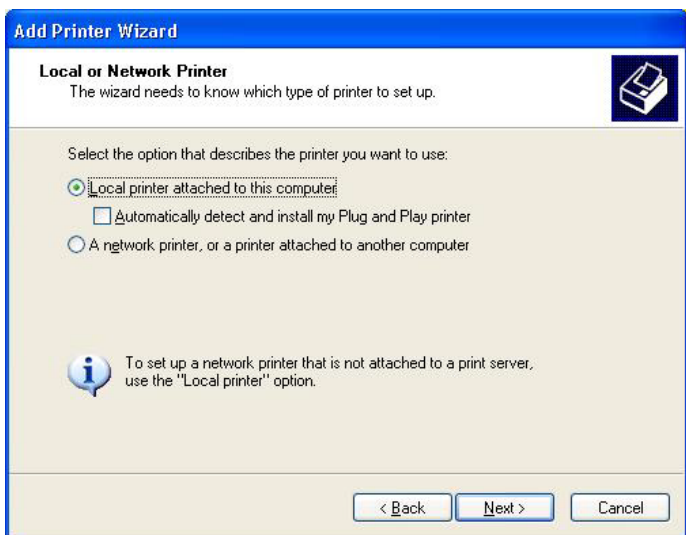 Add Printer Wizard
Local or Network Printer
The wizard needs to know which type of printer to set up.
Select the option that describes the printer you want to use:
Local printer attached to this computer
Automatically detect and install my Plug and Play printer
A network printer, or a printer attached to another computer
To set up a network printer that is not attached to a print server,
use the "Local printer" option.
< Back Next > Cancel